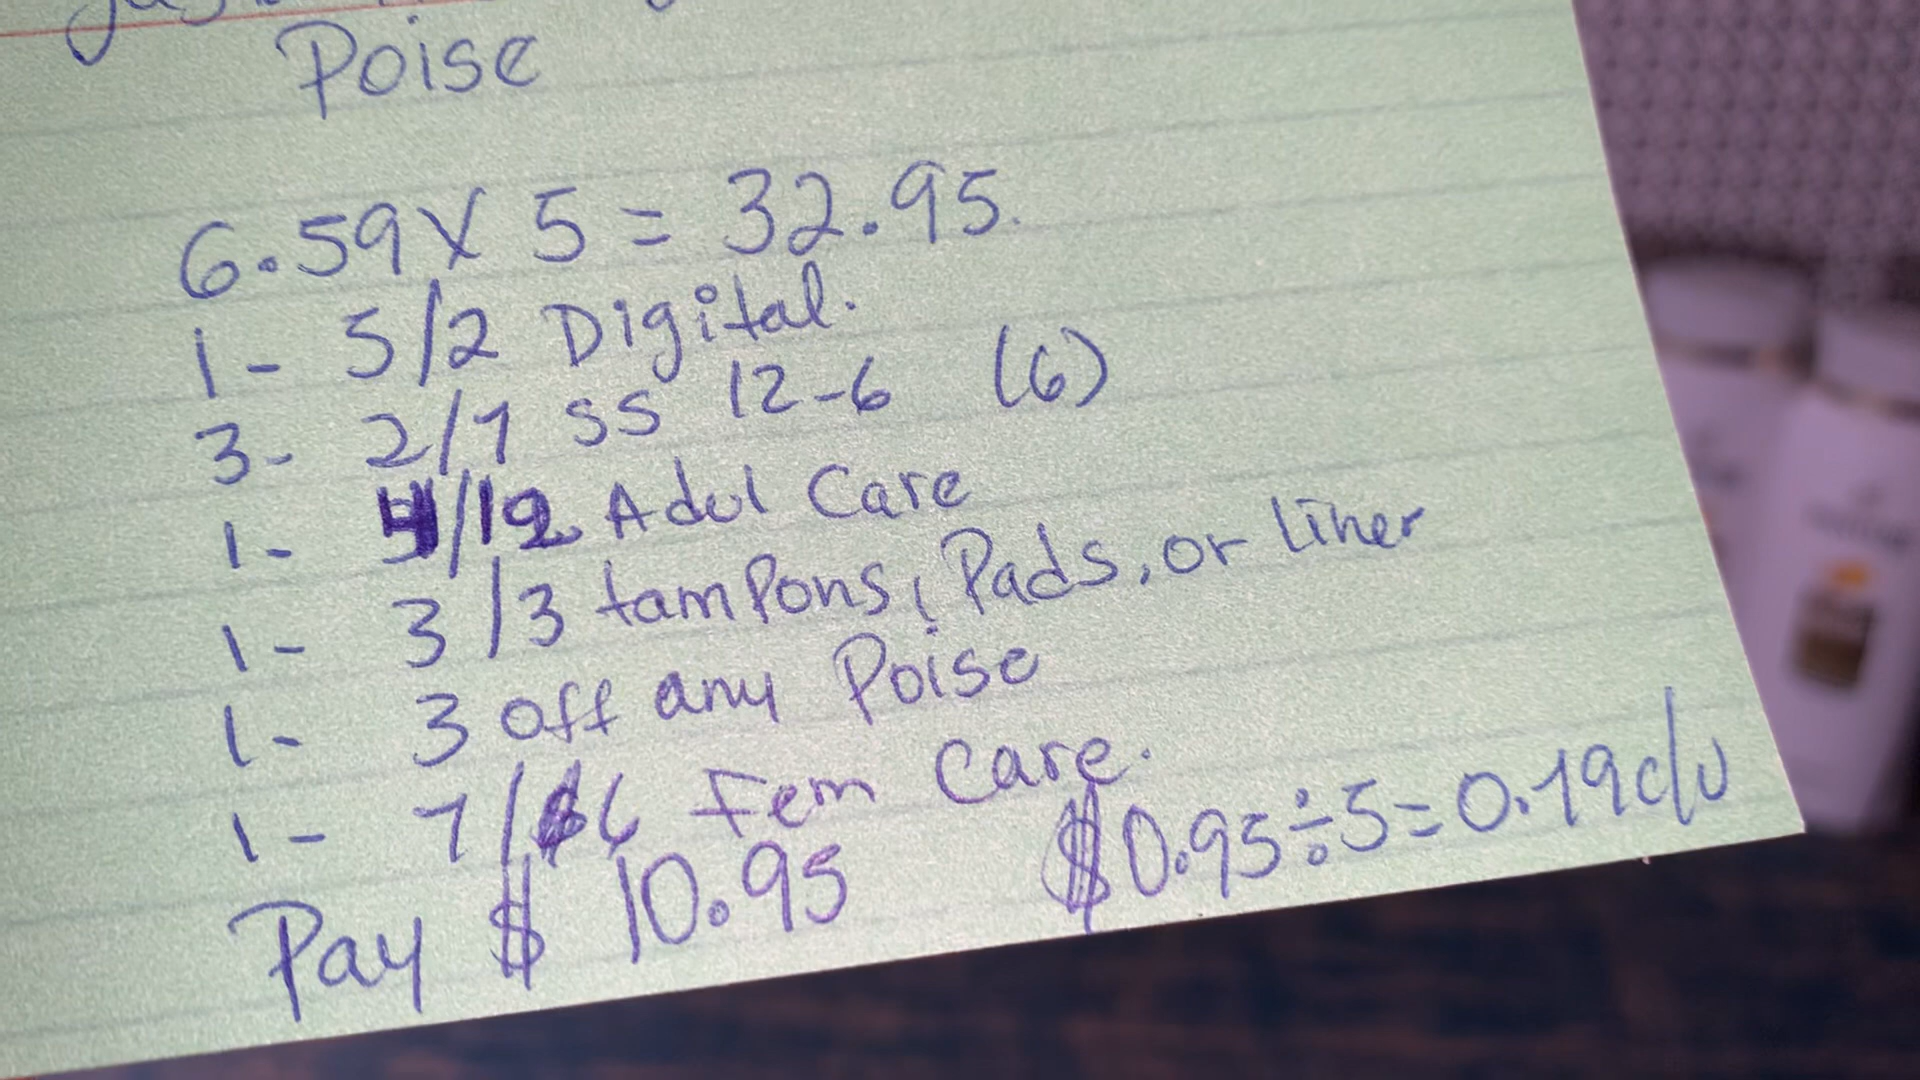 Poise
6.59 X 5 = 32.95.
1- 5/2 Digital.
3- 2/1 SS 12-6 (6)
1- 4/12 Adul Care
1- 3/3 tampons, Pads, or liner
1- 3 off any Poise
1- 7/6 Fem Care.
Pay $ 10.95
$0.95÷5=0.19c/u